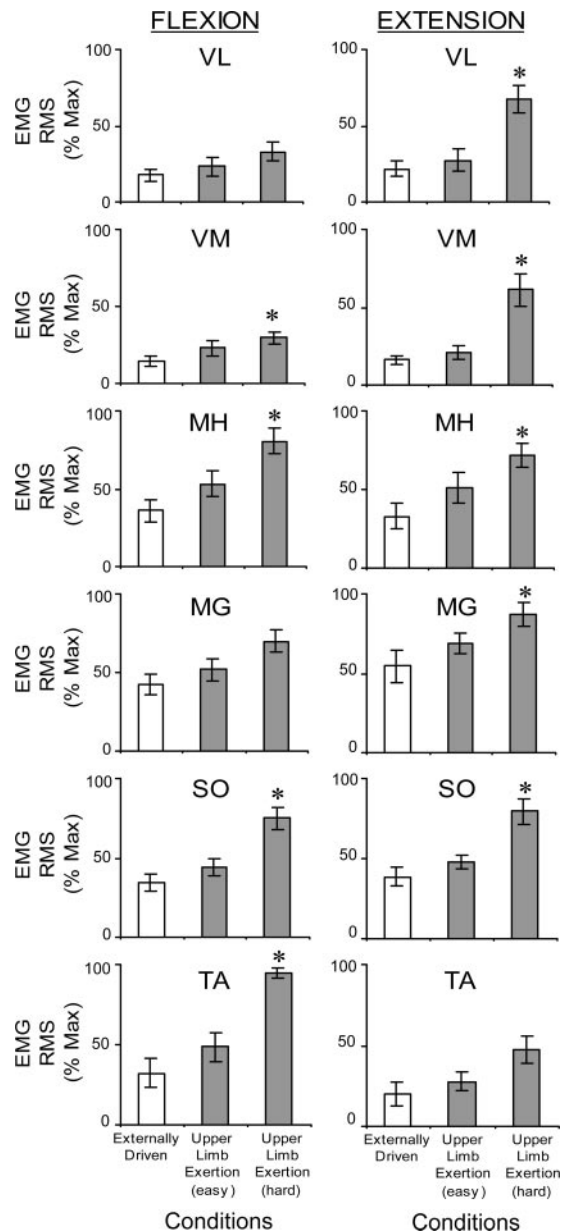 FLEXION EXTENSION
VL VL
EMG RMS (% Max)
100
50
0
*
100
50
0
VM VM
EMG RMS (% Max)
100
50
0
*
100
50
0
*
MH MH
EMG RMS (% Max)
100
50
0
*
100
50
0
*
MG MG
EMG RMS (% Max)
100
50
0
100
50
0
*
SO SO
EMG RMS (% Max)
100
50
0
*
100
50
0
*
TA TA
EMG RMS (% Max)
100
50
0
*
100
50
0
Externally Upper Upper Externally Upper Upper
Driven Limb Limb Driven Limb Limb
Exertion Exertion Exertion Exertion
(easy) (hard) (easy) (hard)
Conditions Conditions